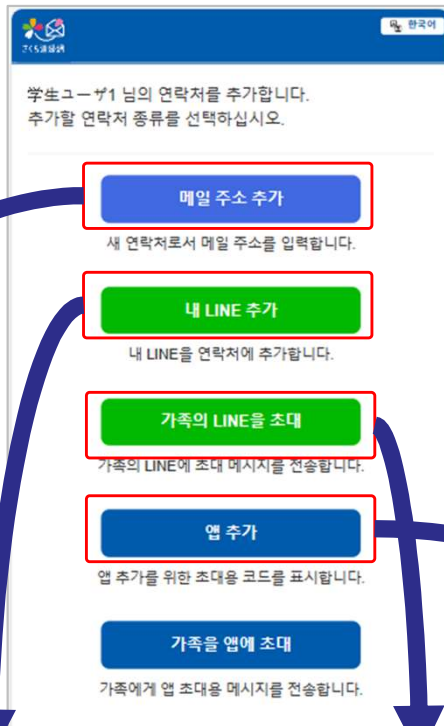 さくら連絡網
한국어
学生ユーザ1 님의 연락처를 추가합니다.
추가할 연락처 종류를 선택하십시오.
메일 주소 추가
새 연락처로서 메일 주소를 입력합니다.
내 LINE 추가
내 LINE을 연락처에 추가합니다.
가족의 LINE을 초대
가족의 LINE에 초대 메시지를 전송합니다.
앱 추가
앱 추가를 위한 초대용 코드를 표시합니다.
가족을 앱에 초대
가족에게 앱 초대용 메시지를 전송합니다.